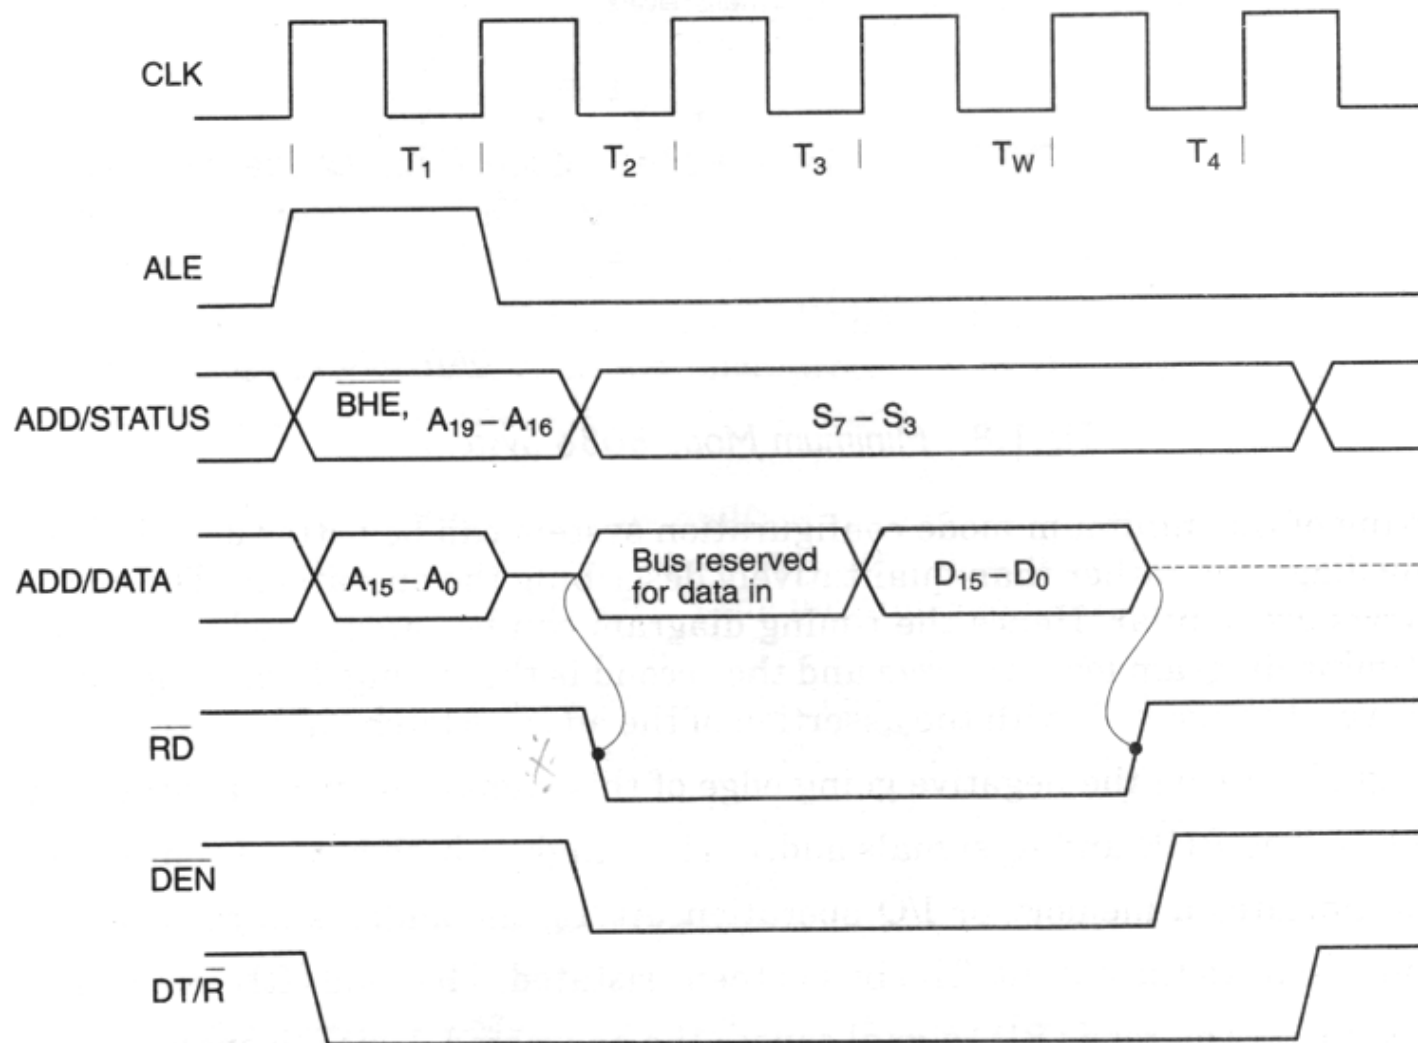 CLK
T1 T2 T3 TW T4
ALE
ADD/STATUS
BHE, A19 – A16
S7 – S3
ADD/DATA
A15 – A0
Bus reserved
for data in
D15 – D0
RD
DEN
DT/R